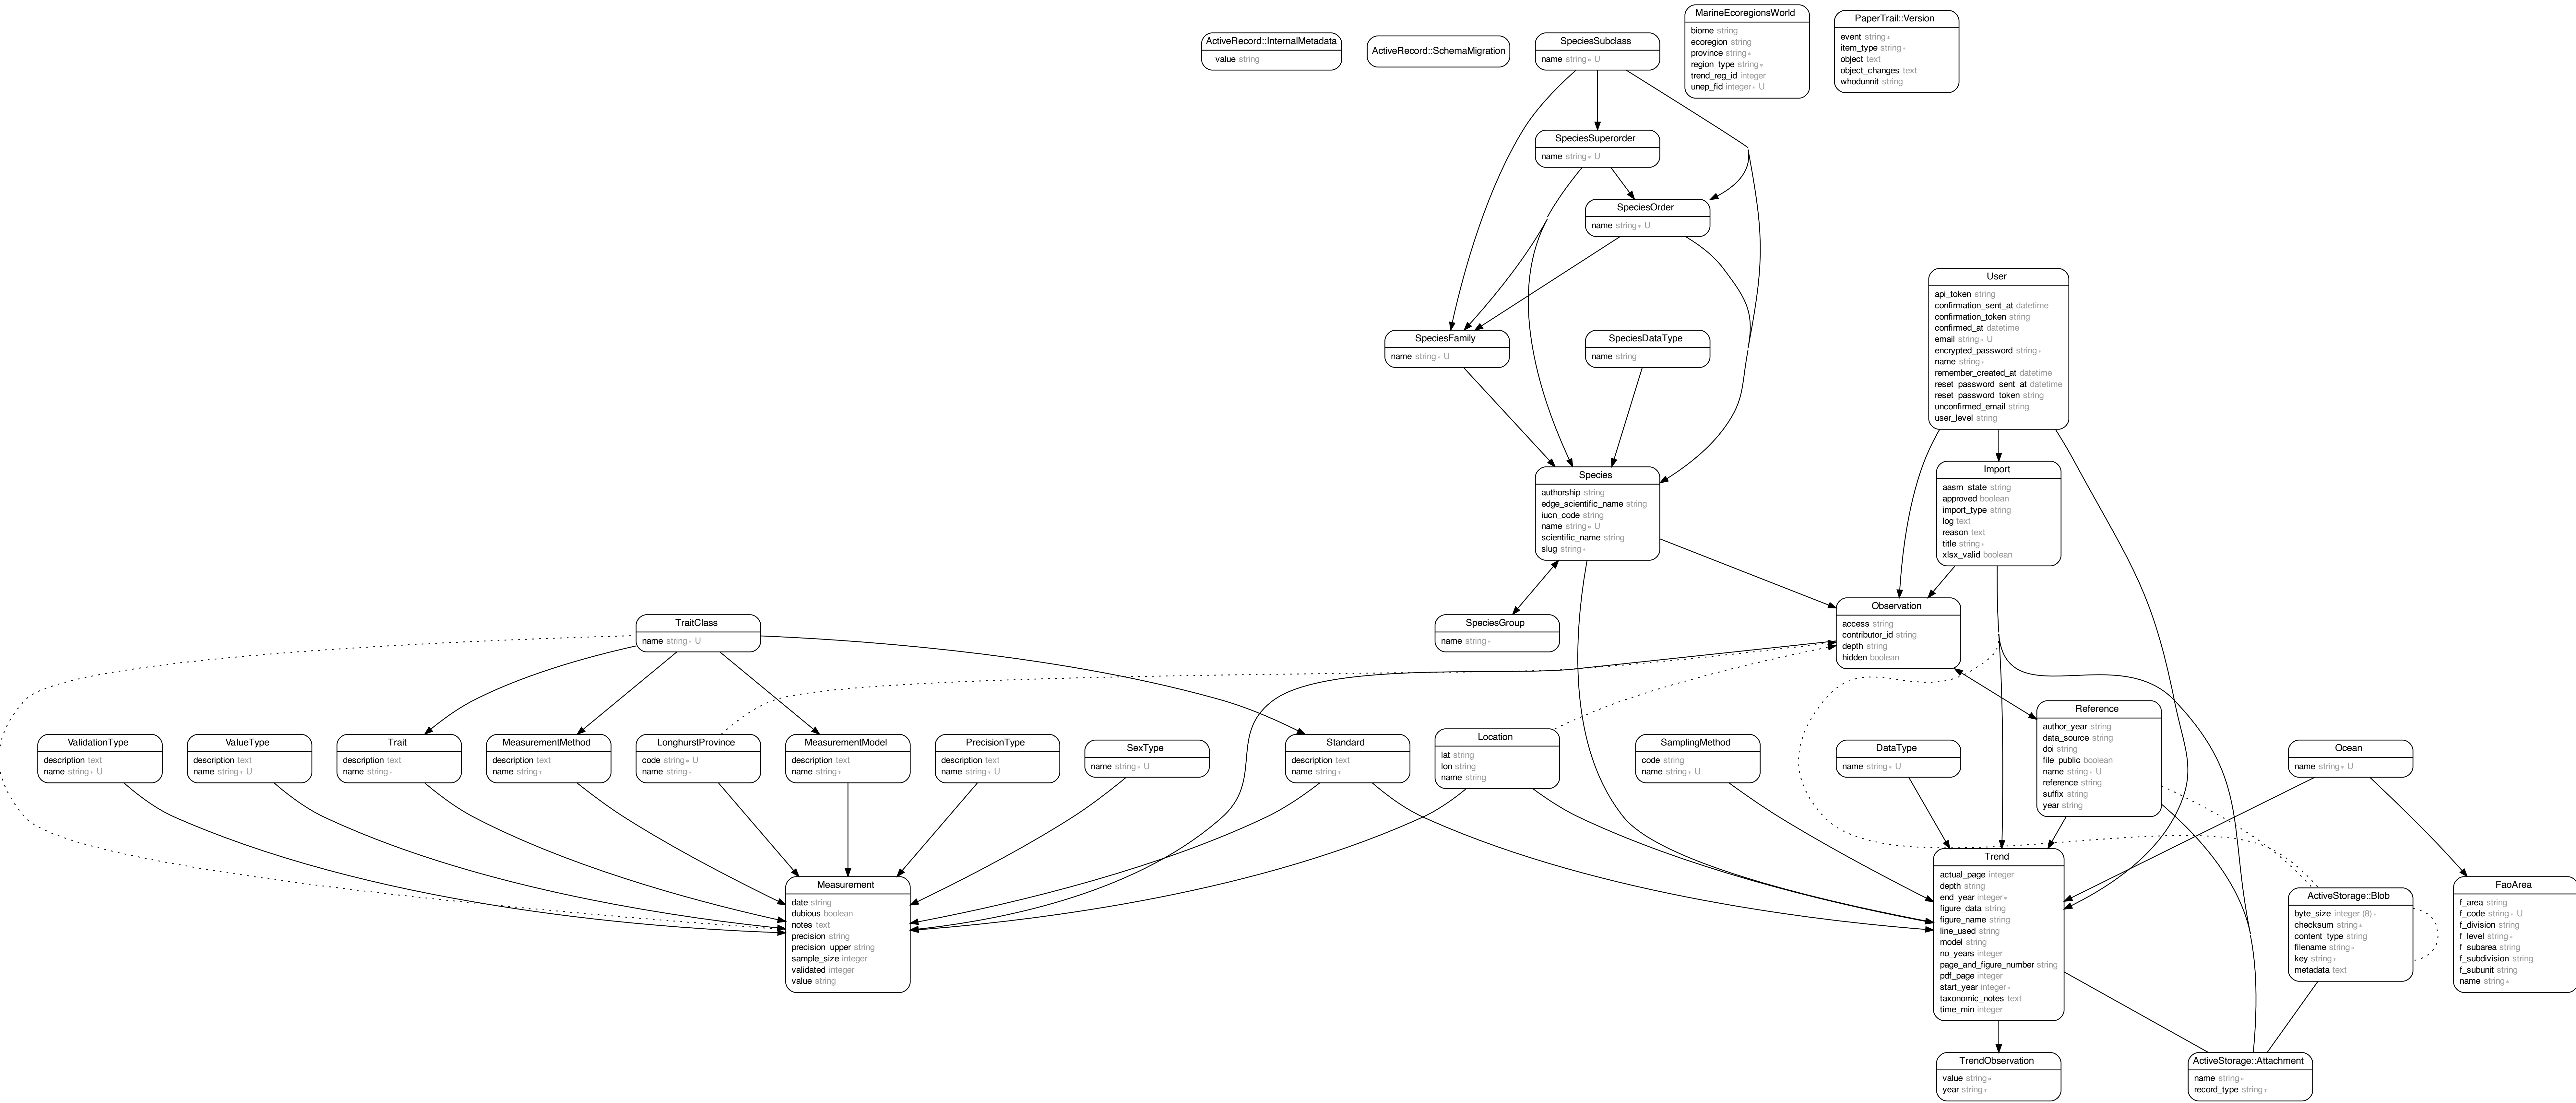 ActiveRecord::InternalMetadata
value string
ActiveRecord::SchemaMigration
SpeciesSubclass
name string∗ U
MarineEcoregionsWorld
biome string
ecoregion string
province string∗
region_type string∗
trend_reg_id integer
unep_fid integer∗ U
PaperTrail::Version
event string∗
item_type string∗
object text
object_changes text
whodunnit string
SpeciesSuperorder
name string∗ U
SpeciesOrder
name string∗ U
User
api_token string
confirmation_sent_at datetime
confirmation_token string
confirmed_at datetime
email string∗ U
encrypted_password string∗
name string∗
remember_created_at datetime
reset_password_sent_at datetime
reset_password_token string
unconfirmed_email string
user_level string
SpeciesFamily
name string∗ U
SpeciesDataType
name string
Species
authorship string
edge_scientific_name string
iucn_code string
name string∗ U
scientific_name string
slug string∗
Import
aasm_state string
approved boolean
import_type string
log text
reason text
title string∗
xlsx_valid boolean
Observation
access string
contributor_id string
depth string
hidden boolean
TraitClass
name string∗ U
SpeciesGroup
name string∗
Reference
author_year string
data_source string
doi string
file_public boolean
name string∗ U
reference string
suffix string
year string
ValidationType
description text
name string∗ U
ValueType
description text
name string∗ U
Trait
description text
name string∗
MeasurementMethod
description text
name string∗
LonghurstProvince
code string∗ U
name string∗
MeasurementModel
description text
name string∗
PrecisionType
description text
name string∗ U
SexType
name string∗ U
Standard
description text
name string∗
Location
lat string
lon string
name string
SamplingMethod
code string
name string∗ U
DataType
name string∗ U
Ocean
name string∗ U
Measurement
date string
dubious boolean
notes text
precision string
precision_upper string
sample_size integer
validated integer
value string
Trend
actual_page integer
depth string
end_year integer∗
figure_data string
figure_name string
line_used string
model string
no_years integer
page_and_figure_number string
pdf_page integer
start_year integer∗
taxonomic_notes text
time_min integer
ActiveStorage::Blob
byte_size integer (8)∗
checksum string∗
content_type string
filename string∗
key string∗
metadata text
FaoArea
f_area string
f_code string∗ U
f_division string
f_level string∗
f_subarea string
f_subdivision string
f_subunit string
name string∗
TrendObservation
value string∗
year string∗
ActiveStorage::Attachment
name string∗
record_type string∗